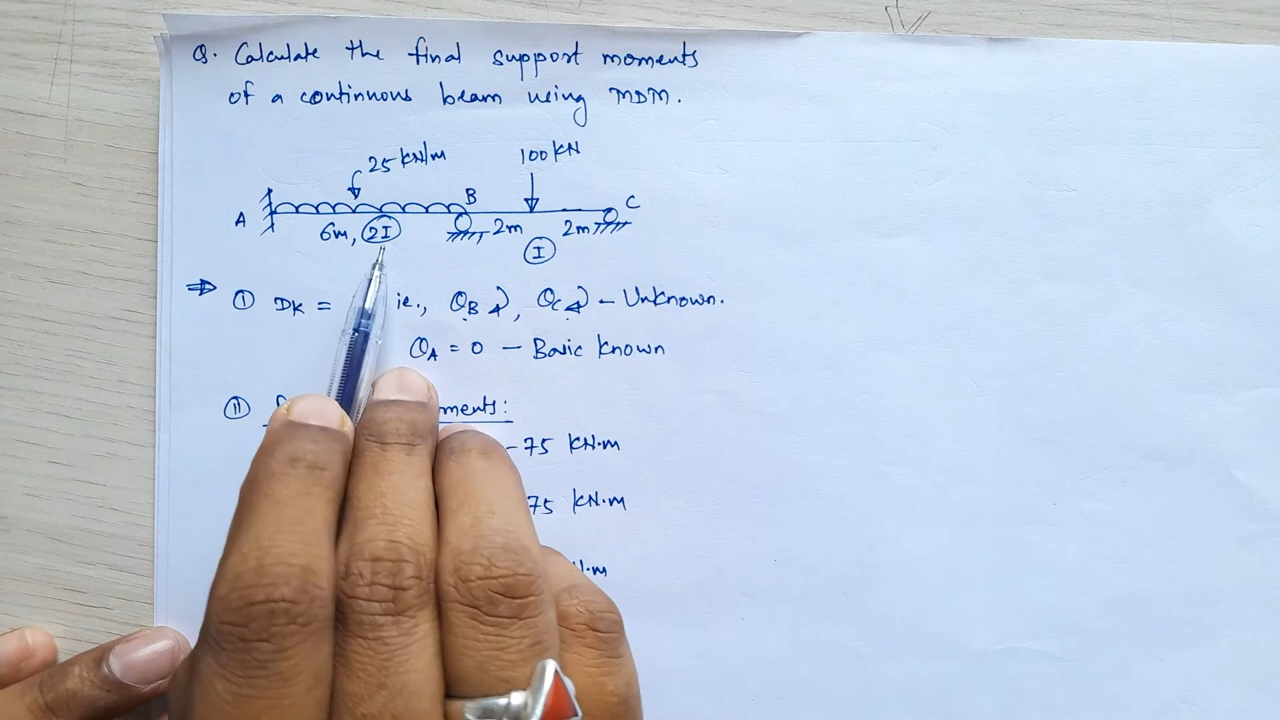 Q. Calculate the final support moments
of a continuous beam using MDM.
25 KN/m
100 KN
A
B
C
6m, 2I
2m
2m
I
⇒ ① DK = ie., θB, θC - Unknown.
θA = 0 - Basic Known
② ments:
-75 KN.m
75 KN.m
N.m